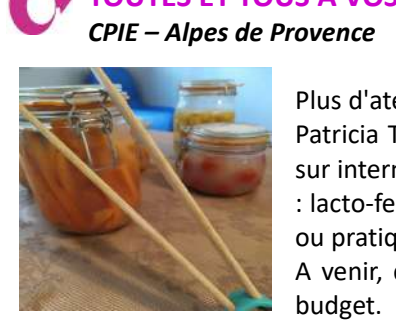 TOUTES ET TOUS A VOS
CPIE – Alpes de Provence
Plus d'ate
Patricia T
sur intern
: lacto-fe
ou pratiq
A venir,
budget.